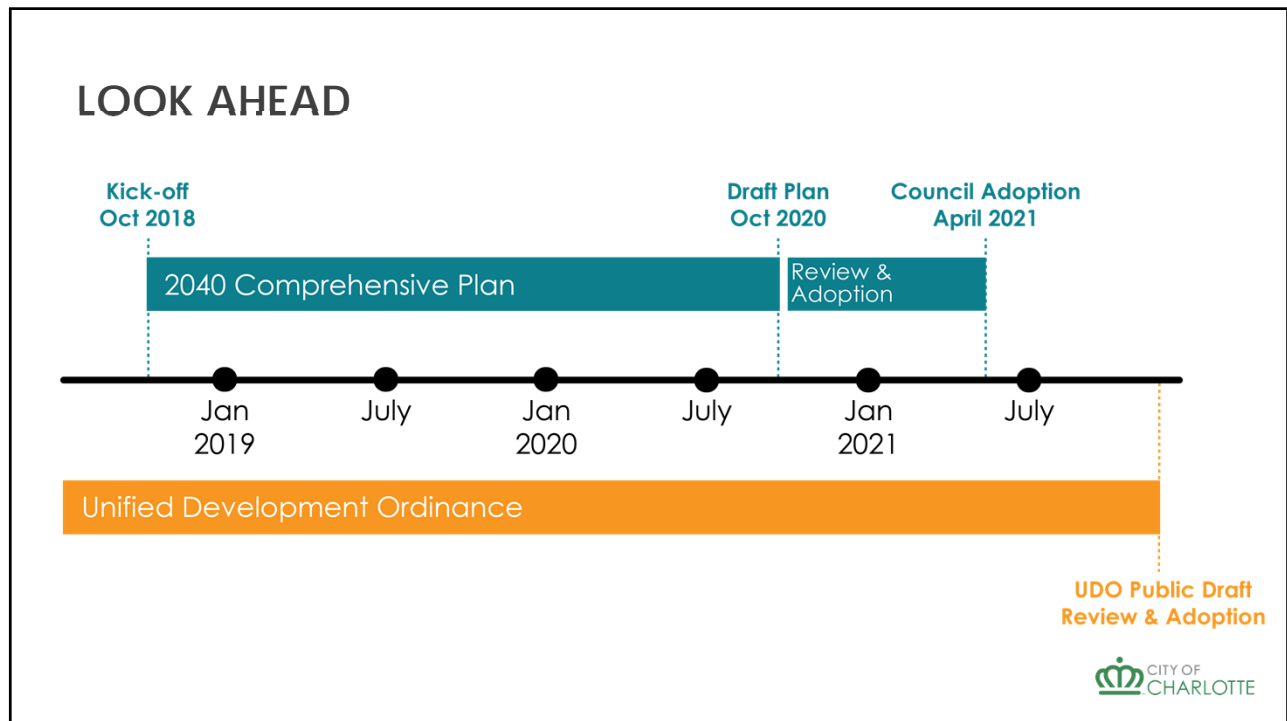 LOOK AHEAD
Kick-off
Oct 2018
Draft Plan
Oct 2020
Council Adoption
April 2021
2040 Comprehensive Plan
Review &
Adoption
Jan
2019
July
Jan
2020
July
Jan
2021
July
Unified Development Ordinance
UDO Public Draft
Review & Adoption
CITY OF
CHARLOTTE